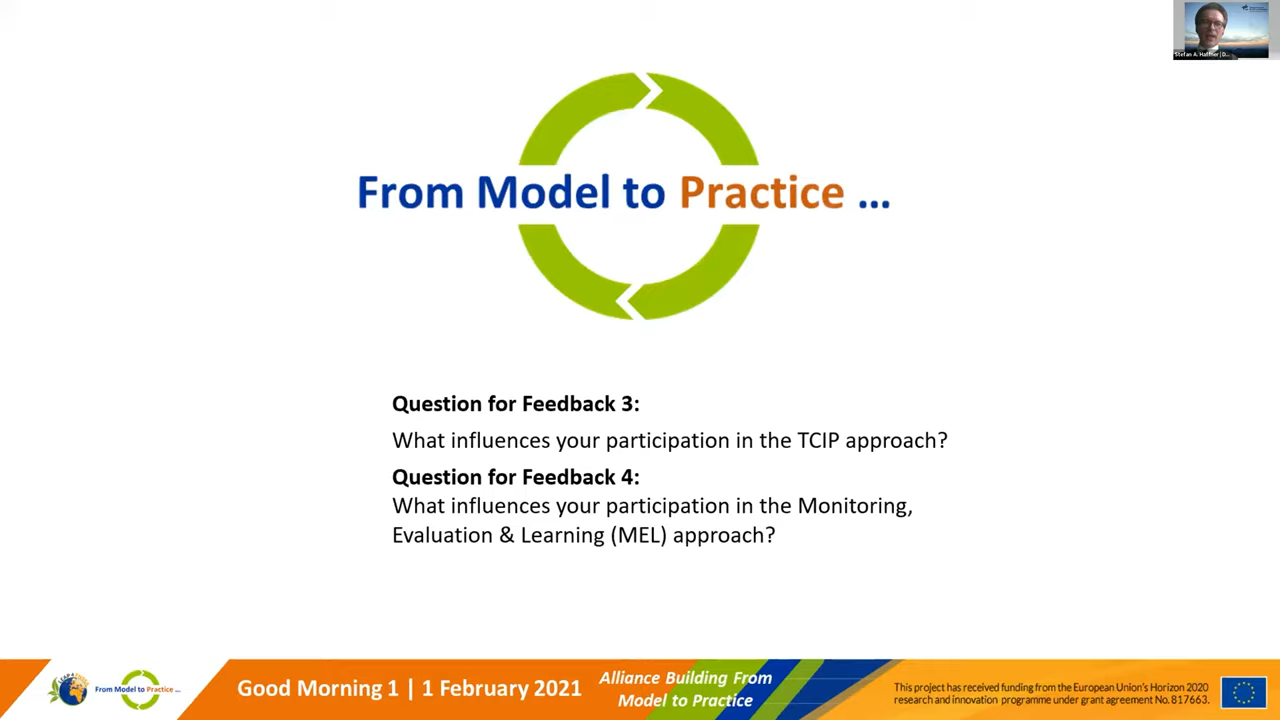 Stefan A. Haffner | D...
From Model to Practice ...
Question for Feedback 3:
What influences your participation in the TCIP approach?
Question for Feedback 4:
What influences your participation in the Monitoring,
Evaluation & Learning (MEL) approach?
From Model to Practice ...
Good Morning 1 | 1 February 2021
Alliance Building From
Model to Practice
This project has received funding from the European Union's Horizon 2020
research and innovation programme under grant agreement No. 817663.